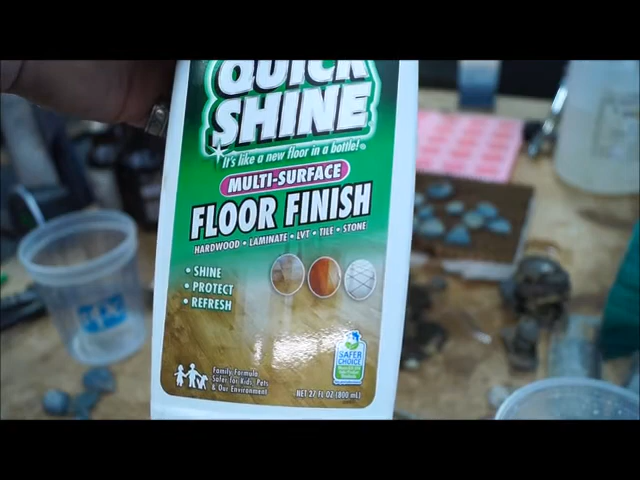 QUICK
SHINE
It's like a new floor in a bottle!
MULTI-SURFACE
FLOOR FINISH
HARDWOOD • LAMINATE • LVT • TILE • STONE
• SHINE
• PROTECT
• REFRESH
SAFER
CHOICE
Family Formula
Safer for Kids, Pets
& Our Environment
NET 27 FL OZ (800 mL)